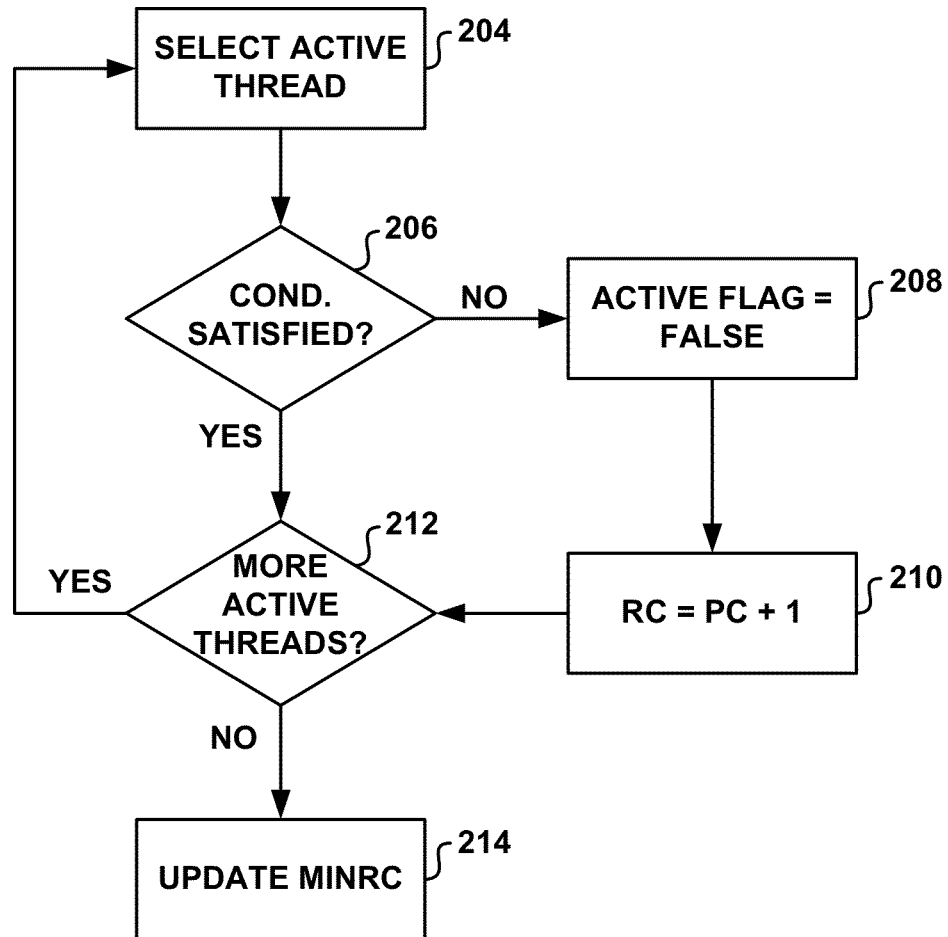 SELECT ACTIVE
THREAD
204
COND.
SATISFIED?
206
NO
ACTIVE FLAG =
FALSE
208
YES
MORE
ACTIVE
THREADS?
212
YES
RC = PC + 1
210
NO
UPDATE MINRC
214